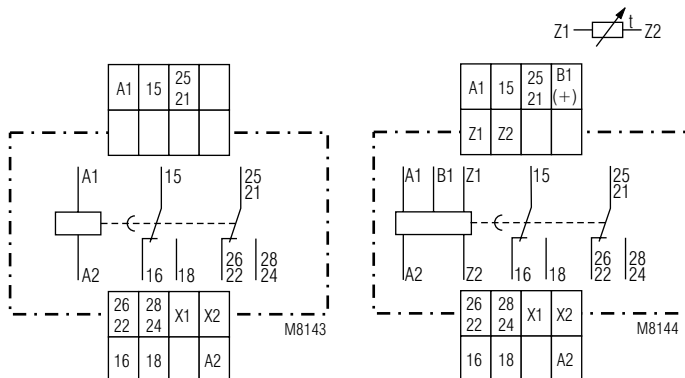 Z1 t Z2
A1 15 25 21
A1 15 25 21 B1 (+)
Z1 Z2
A1 15 25 21
A2 16 18 26 22 28 24
A1 B1 Z1 15 25 21
A2 Z2 16 18 26 22 28 24
26 22 28 24 X1 X2
16 18 A2
M8143
26 22 28 24 X1 X2
16 18 A2
M8144